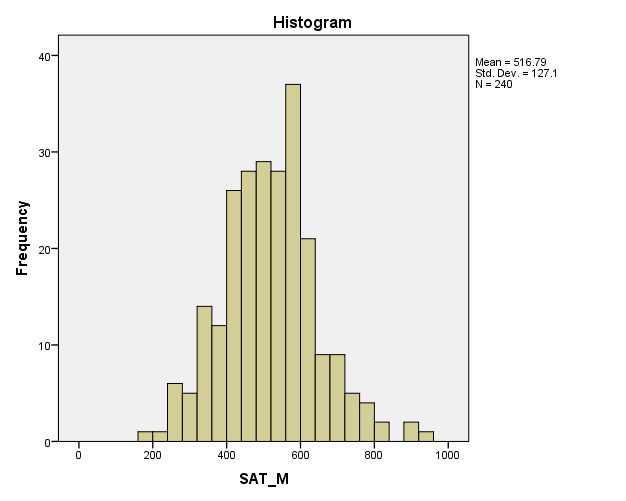 Histogram
Mean = 516.79
Std. Dev. = 127.1
N = 240
40
30
20
10
0
Frequency
0 200 400 600 800 1000
SAT_M